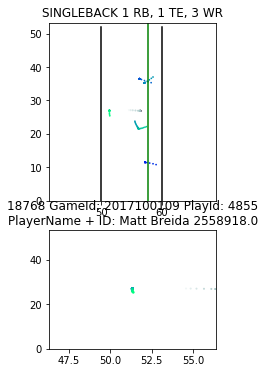 SINGLEBACK 1 RB, 1 TE, 3 WR
50
40
30
20
10
0
50 60
GameId: 2017100109 PlayId: 4855
PlayerName + ID: Matt Breida 2558918.0
40
20
0
47.5 50.0 52.5 55.0